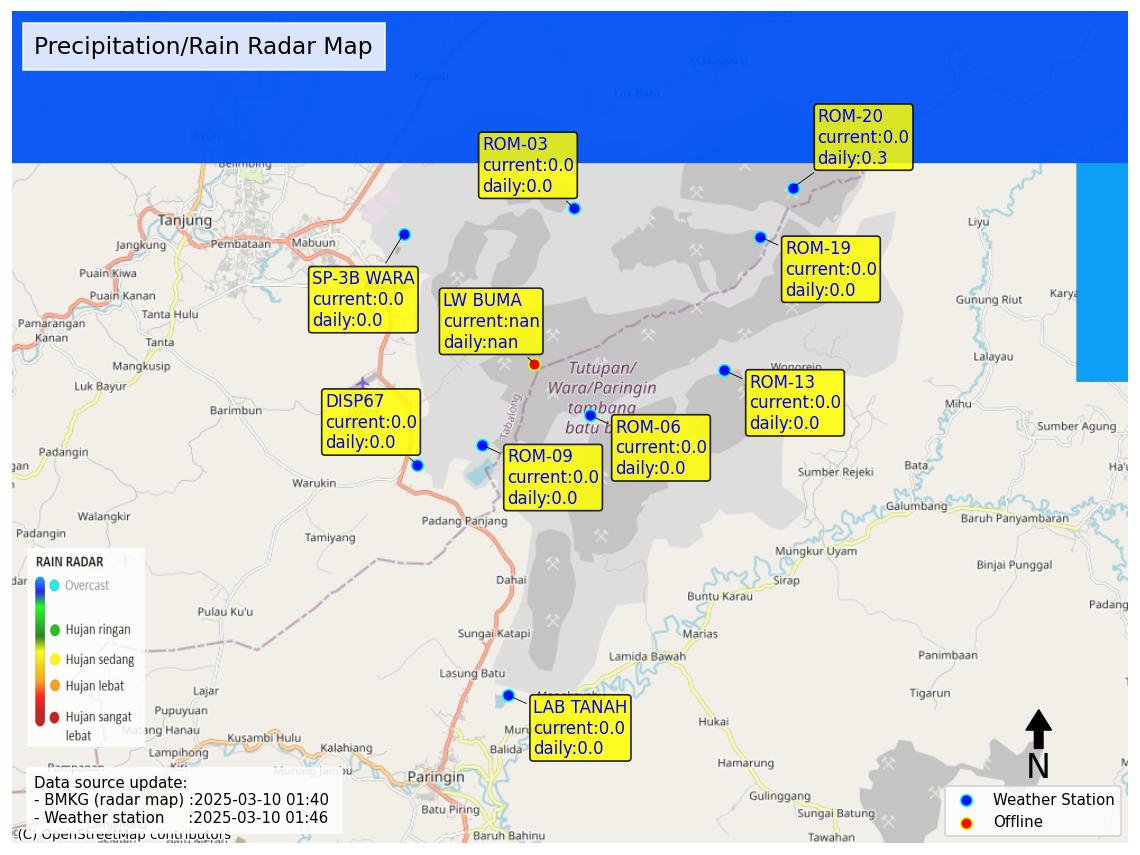 Precipitation/Rain Radar Map
Kapasi
Luk Batu
Belimbing
ROM-20
current:0.0
daily:0.3
ROM-03
current:0.0
daily:0.0
Tanjung
Jangkung
Pembataan
Mabuun
Liyu
ROM-19
current:0.0
daily:0.0
Puain Kiwa
Puain Kanan
SP-3B WARA
current:0.0
daily:0.0
LW BUMA
current:nan
daily:nan
Gunung Riut
Karya
Tanta Hulu
Pamarangan
Kanan
Tanta
Mangkusip
Lalayau
Luk Bayur
Wonorejo
Tutupan/
Wara/Paringin
tambang
batu b
ROM-13
current:0.0
daily:0.0
DISP67
current:0.0
daily:0.0
Barimbun
Mihu
Tabalong
ROM-06
current:0.0
daily:0.0
Sumber Agung
Padangin
gan
ROM-09
current:0.0
daily:0.0
Bata
Ha'u
Sumber Rejeki
Warukin
Galumbang
Baruh Panyambaran
Walangkir
Padang Panjang
Padangin
Tamiyang
Mungkur Uyam
Binjai Punggal
RAIN RADAR
Overcast
Hujan ringan
Hujan sedang
Hujan lebat
Hujan sangat
lebat
Dahai
Sirap
Buntu Karau
Padang
Pulau Ku'u
Sungai Katapi
Marias
Lamida Bawah
Panimbaan
Lasung Batu
Lajar
Tigarun
Pupuyuan
LAB TANAH
current:0.0
daily:0.0
Matang Hanau
Hukai
Muru
Kusambi Hulu
Lampihong
Kalahiang
Balida
Hamarung
Kiri
Pampanan
Murung Jambu
Paringin
N
Data source update:
- BMKG (radar map) :2025-03-10 01:40
- Weather station :2025-03-10 01:46
Gulinggang
Batu Piring
Sungai Batung
Weather Station
Offline
(C) OpenStreetMap contributors
Baruh Bahinu
Tawahan